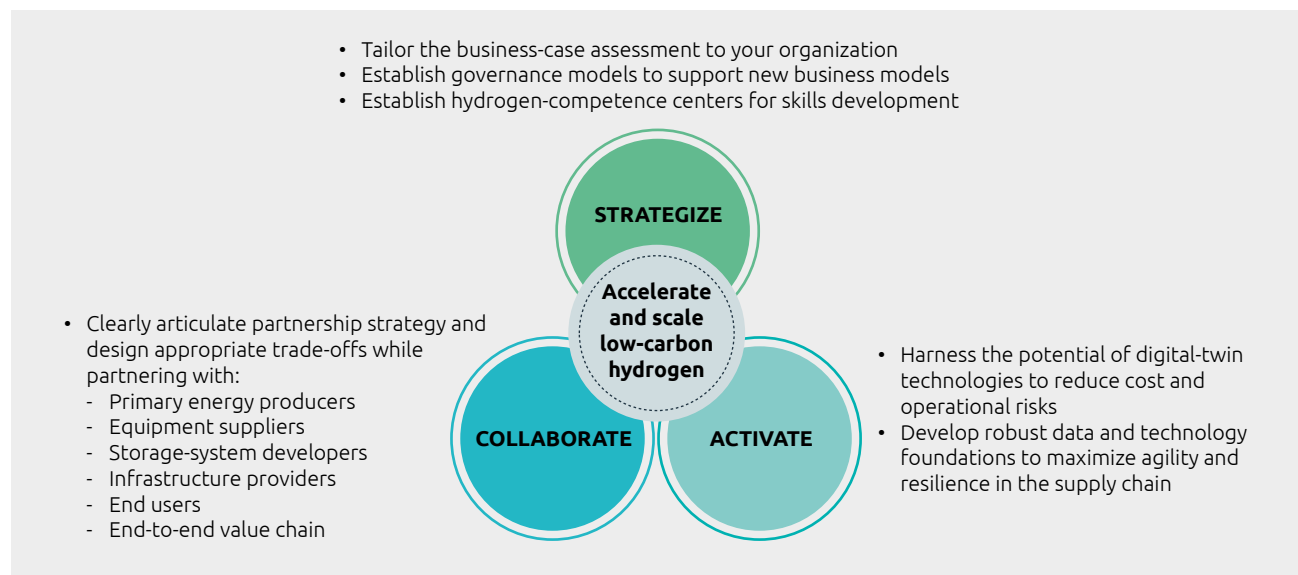 • Tailor the business-case assessment to your organization
• Establish governance models to support new business models
• Establish hydrogen-competence centers for skills development
STRATEGIZE
Accelerate
and scale
low-carbon
hydrogen
• Clearly articulate partnership strategy and
design appropriate trade-offs while
partnering with:
- Primary energy producers
- Equipment suppliers
- Storage-system developers
- Infrastructure providers
- End users
- End-to-end value chain
COLLABORATE
ACTIVATE
• Harness the potential of digital-twin
technologies to reduce cost and
operational risks
• Develop robust data and technology
foundations to maximize agility and
resilience in the supply chain